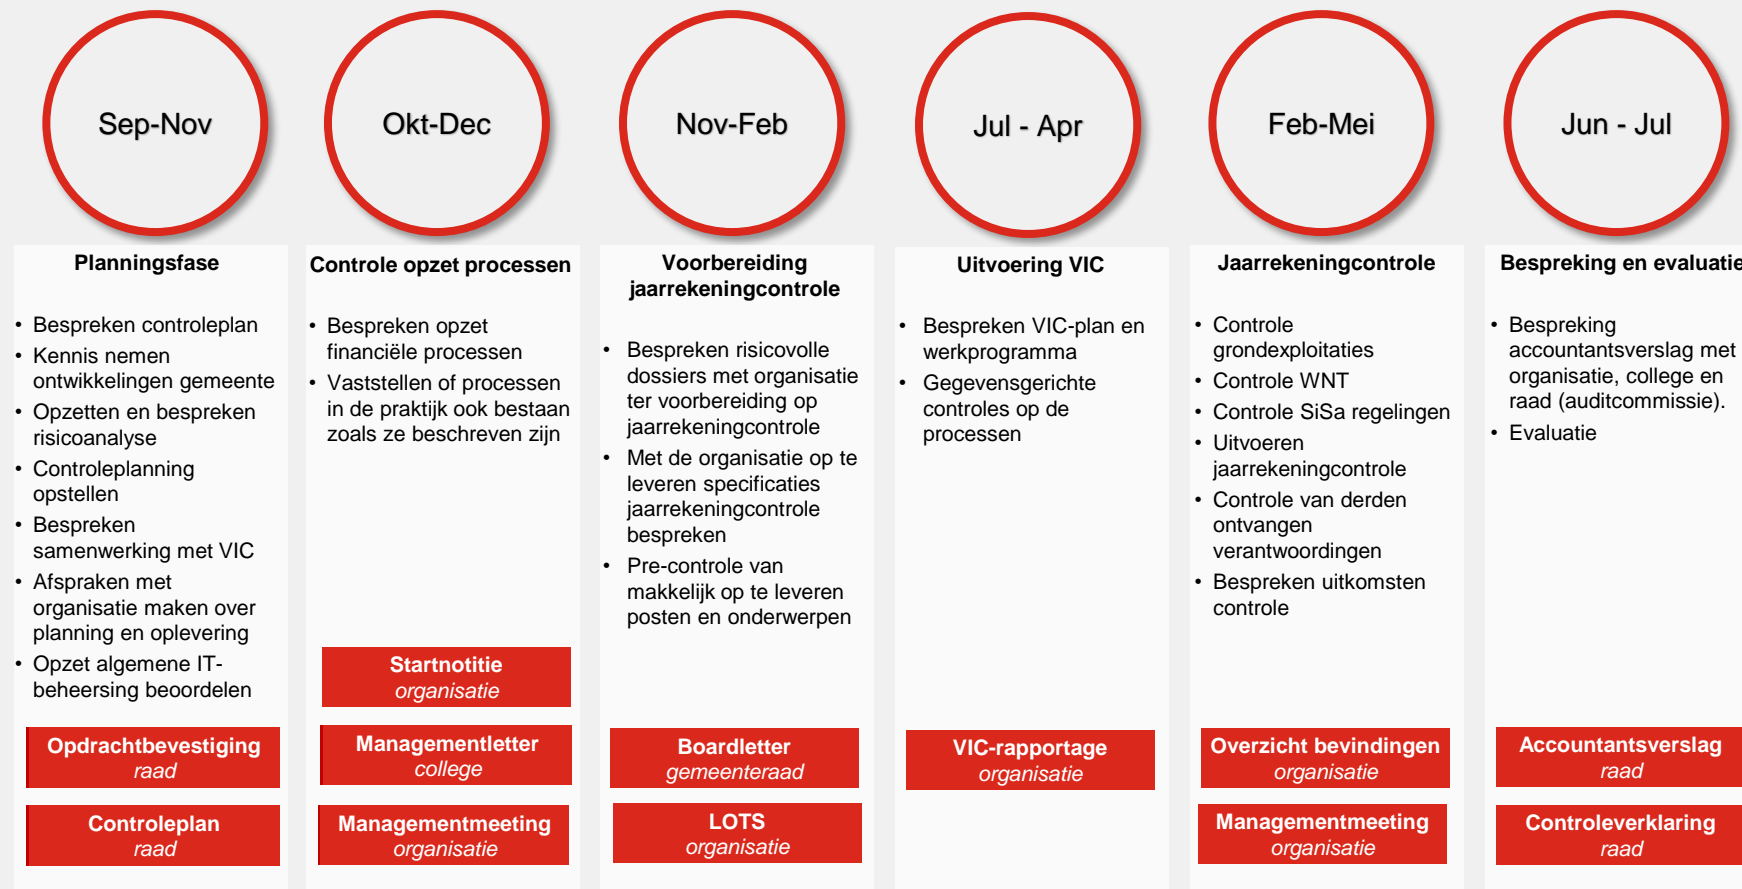 Sep-Nov
Planningsfase
• Bespreken controleplan
• Kennis nemen
ontwikkelingen gemeente
• Opzetten en bespreken
risicoanalyse
• Controleplanning
opstellen
• Bespreken
samenwerking met VIC
• Afspraken met
organisatie maken over
planning en oplevering
• Opzet algemene IT-
beheersing beoordelen
Opdrachtbevestiging
raad
Controleplan
raad
Okt-Dec
Controle opzet processen
• Bespreken opzet
financiële processen
• Vaststellen of processen
in de praktijk ook bestaan
zoals ze beschreven zijn
Startnotitie
organisatie
Managementletter
college
Managementmeeting
organisatie
Nov-Feb
Voorbereiding
jaarrekeningcontrole
• Bespreken risicovolle
dossiers met organisatie
ter voorbereiding op
jaarrekeningcontrole
• Met de organisatie op te
leveren specificaties
jaarrekeningcontrole
bespreken
• Pre-controle van
makkelijk op te leveren
posten en onderwerpen
Boardletter
gemeenteraad
LOTS
organisatie
Jul - Apr
Uitvoering VIC
• Bespreken VIC-plan en
werkprogramma
• Gegevensgerichte
controles op de
processen
VIC-rapportage
organisatie
Feb-Mei
Jaarrekeningcontrole
• Controle
grondexploitaties
• Controle WNT
• Controle SiSa regelingen
• Uitvoeren
jaarrekeningcontrole
• Controle van derden
ontvangen
verantwoordingen
• Bespreken uitkomsten
controle
Overzicht bevindingen
organisatie
Managementmeeting
organisatie
Jun - Jul
Bespreking en evaluatie
• Bespreking
accountantsverslag met
organisatie, college en
raad (auditcommissie).
• Evaluatie
Accountantsverslag
raad
Controleverklaring
raad